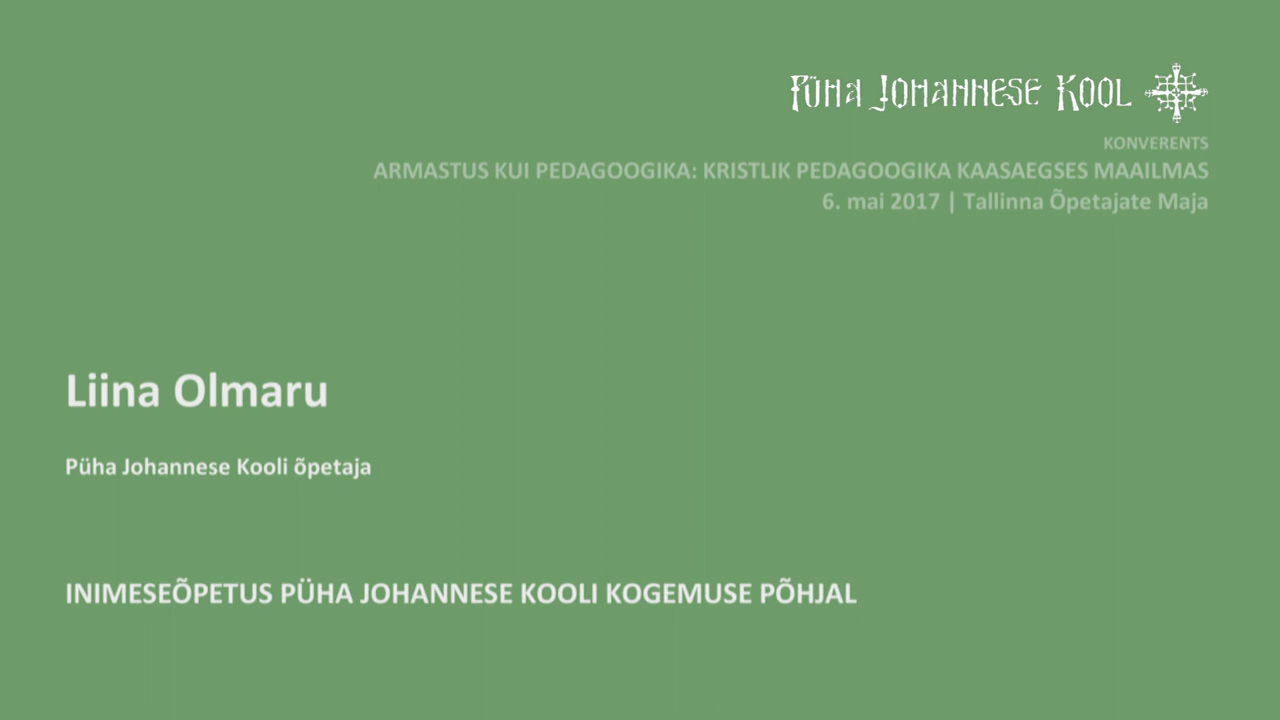 Püha Johannese Kool
KONVERENTS
ARMASTUS KUI PEDAGOOGIKA: KRISTLIK PEDAGOOGIKA KAASAEGSES MAAILMAS
6. mai 2017 | Tallinna Õpetajate Maja
Liina Olmaru
Püha Johannese Kooli õpetaja
INIMESEÕPETUS PÜHA JOHANNESE KOOLI KOGEMUSE PÕHJAL